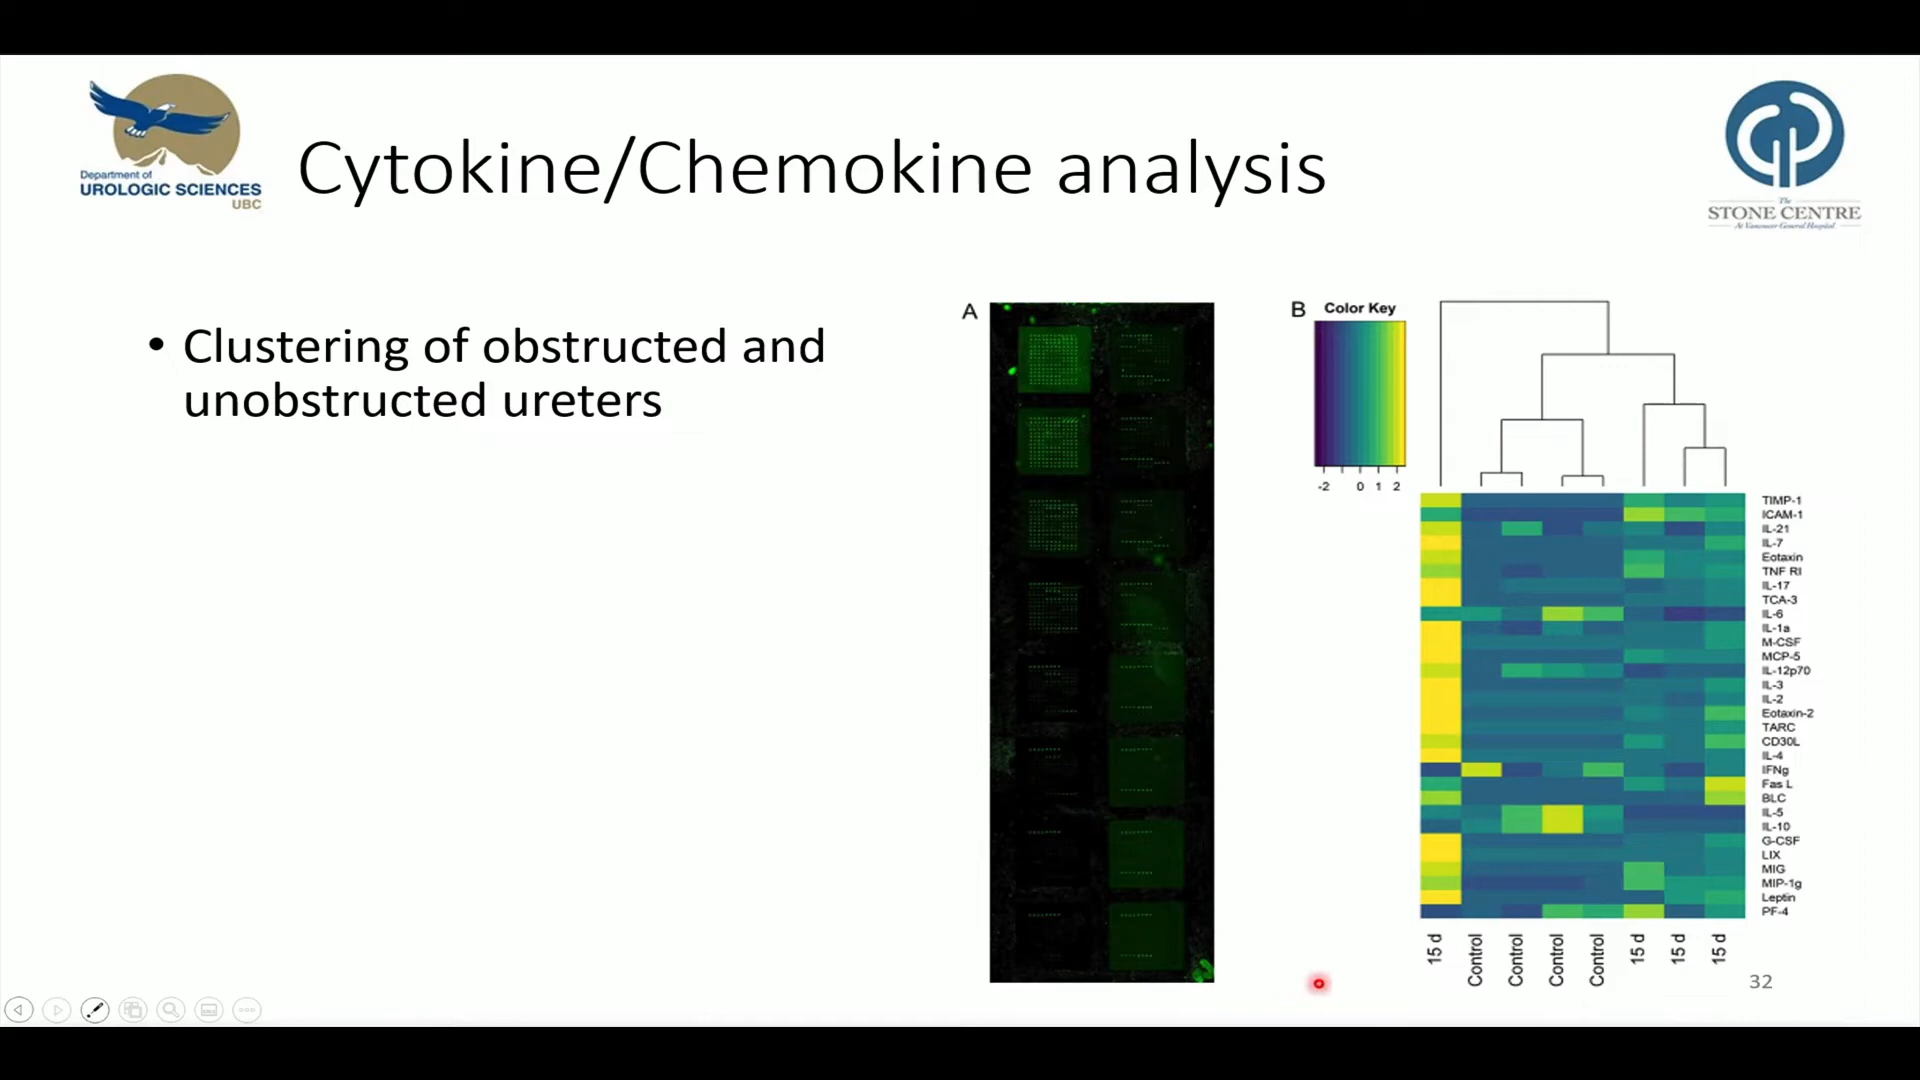 Department of
UROLOGIC SCIENCES
UBC
Cytokine/Chemokine analysis
The
STONE CENTRE
At Vancouver General Hospital
• Clustering of obstructed and
unobstructed ureters
A
B
Color Key
-2 0 1 2
TIMP-1
ICAM-1
IL-21
IL-7
Eotaxin
TNF RI
IL-17
TCA-3
IL-6
IL-1a
M-CSF
MCP-5
IL-12p70
IL-3
IL-2
Eotaxin-2
TARC
CD30L
IL-4
IFNg
Fas L
BLC
IL-5
IL-10
G-CSF
LIX
MIG
MIP-1g
Leptin
PF-4
15 d
Control
Control
Control
Control
15 d
15 d
15 d
32